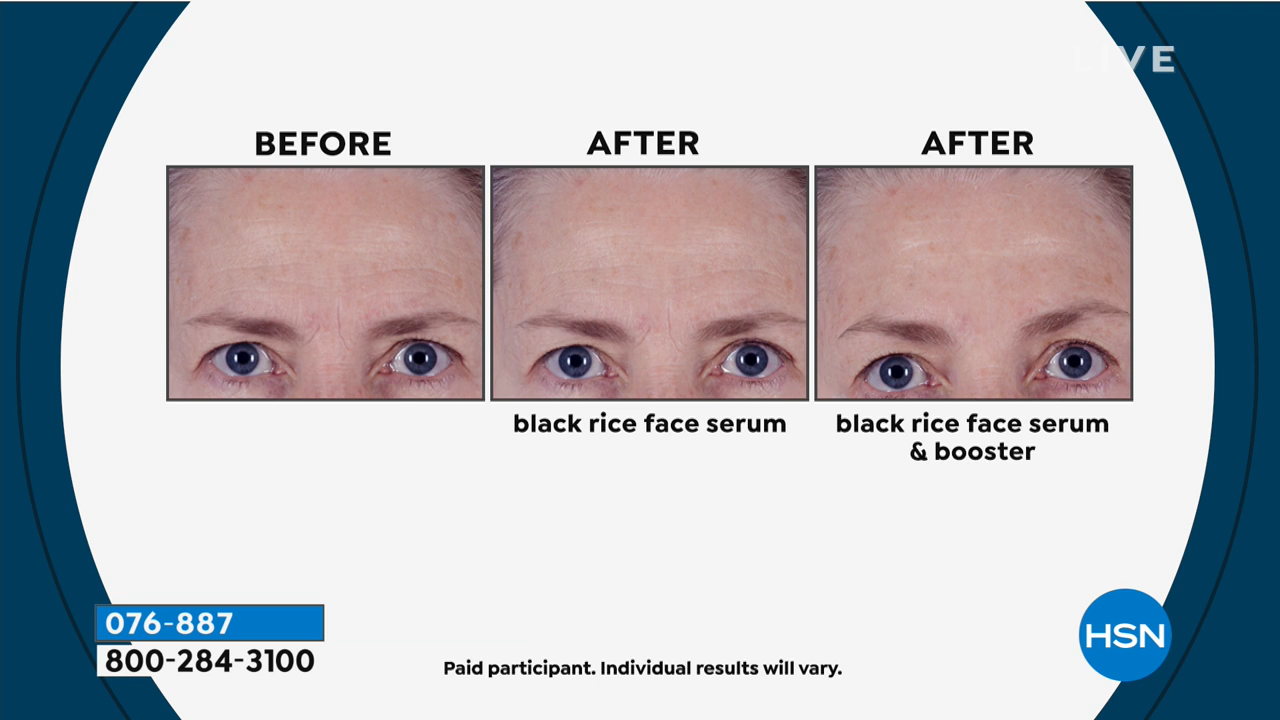 LIVE
BEFORE
AFTER
AFTER
black rice face serum
black rice face serum
& booster
076-887
800-284-3100
Paid participant. Individual results will vary.
HSN